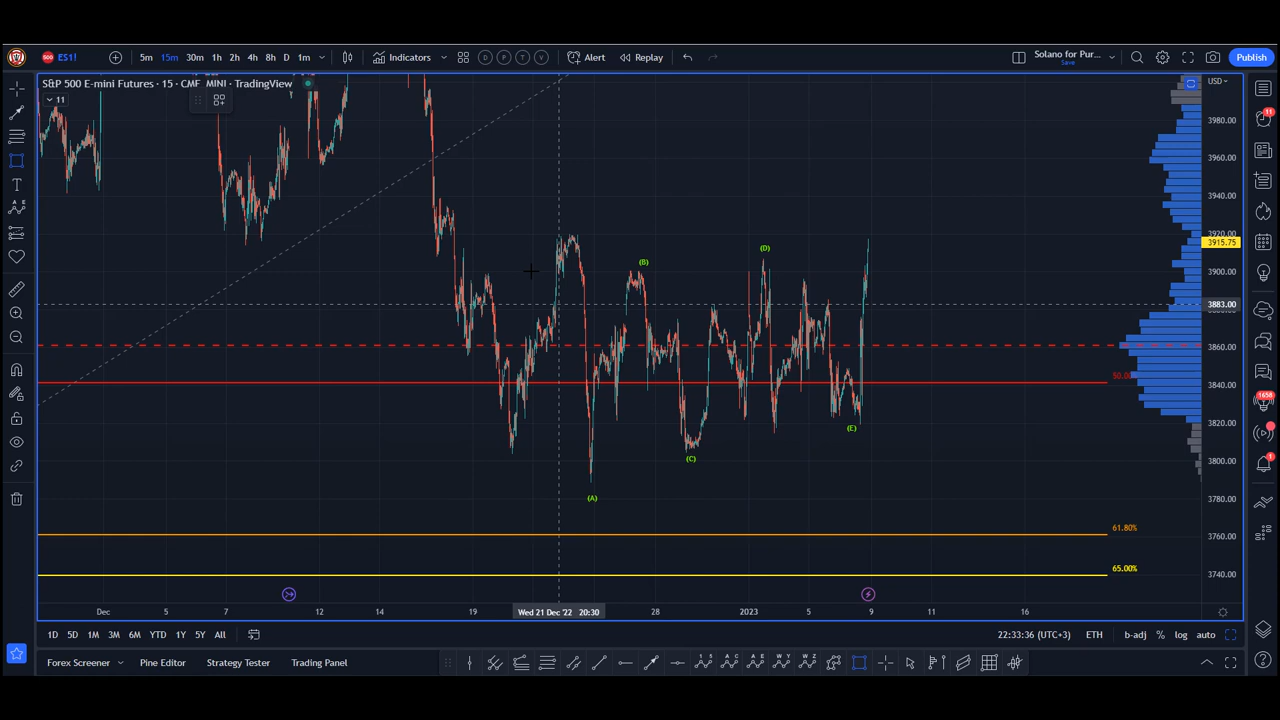 ES1!
5m 15m 30m 1h 2h 4h 8h D 1m
Indicators
D P T V
Alert
Replay
Solano for Pur...
Save
Publish
S&P 500 E-mini Futures · 15 · CME_MINI · TradingView
11
USD
3980.00
3960.00
3940.00
3920.00
3915.75
3900.00
3883.00
3860.00
3840.00
3820.00
3800.00
3780.00
3760.00
3740.00
(D)
(B)
(E)
(C)
(A)
61.80%
65.00%
11
1658
1
Dec 5 7 12 14 19 Wed 21 Dec '22 20:30 28 2023 5 9 11 16
1D 5D 1M 3M 6M YTD 1Y 5Y All
22:33:36 (UTC+3) ETH b-adj % log auto
Forex Screener Pine Editor Strategy Tester Trading Panel